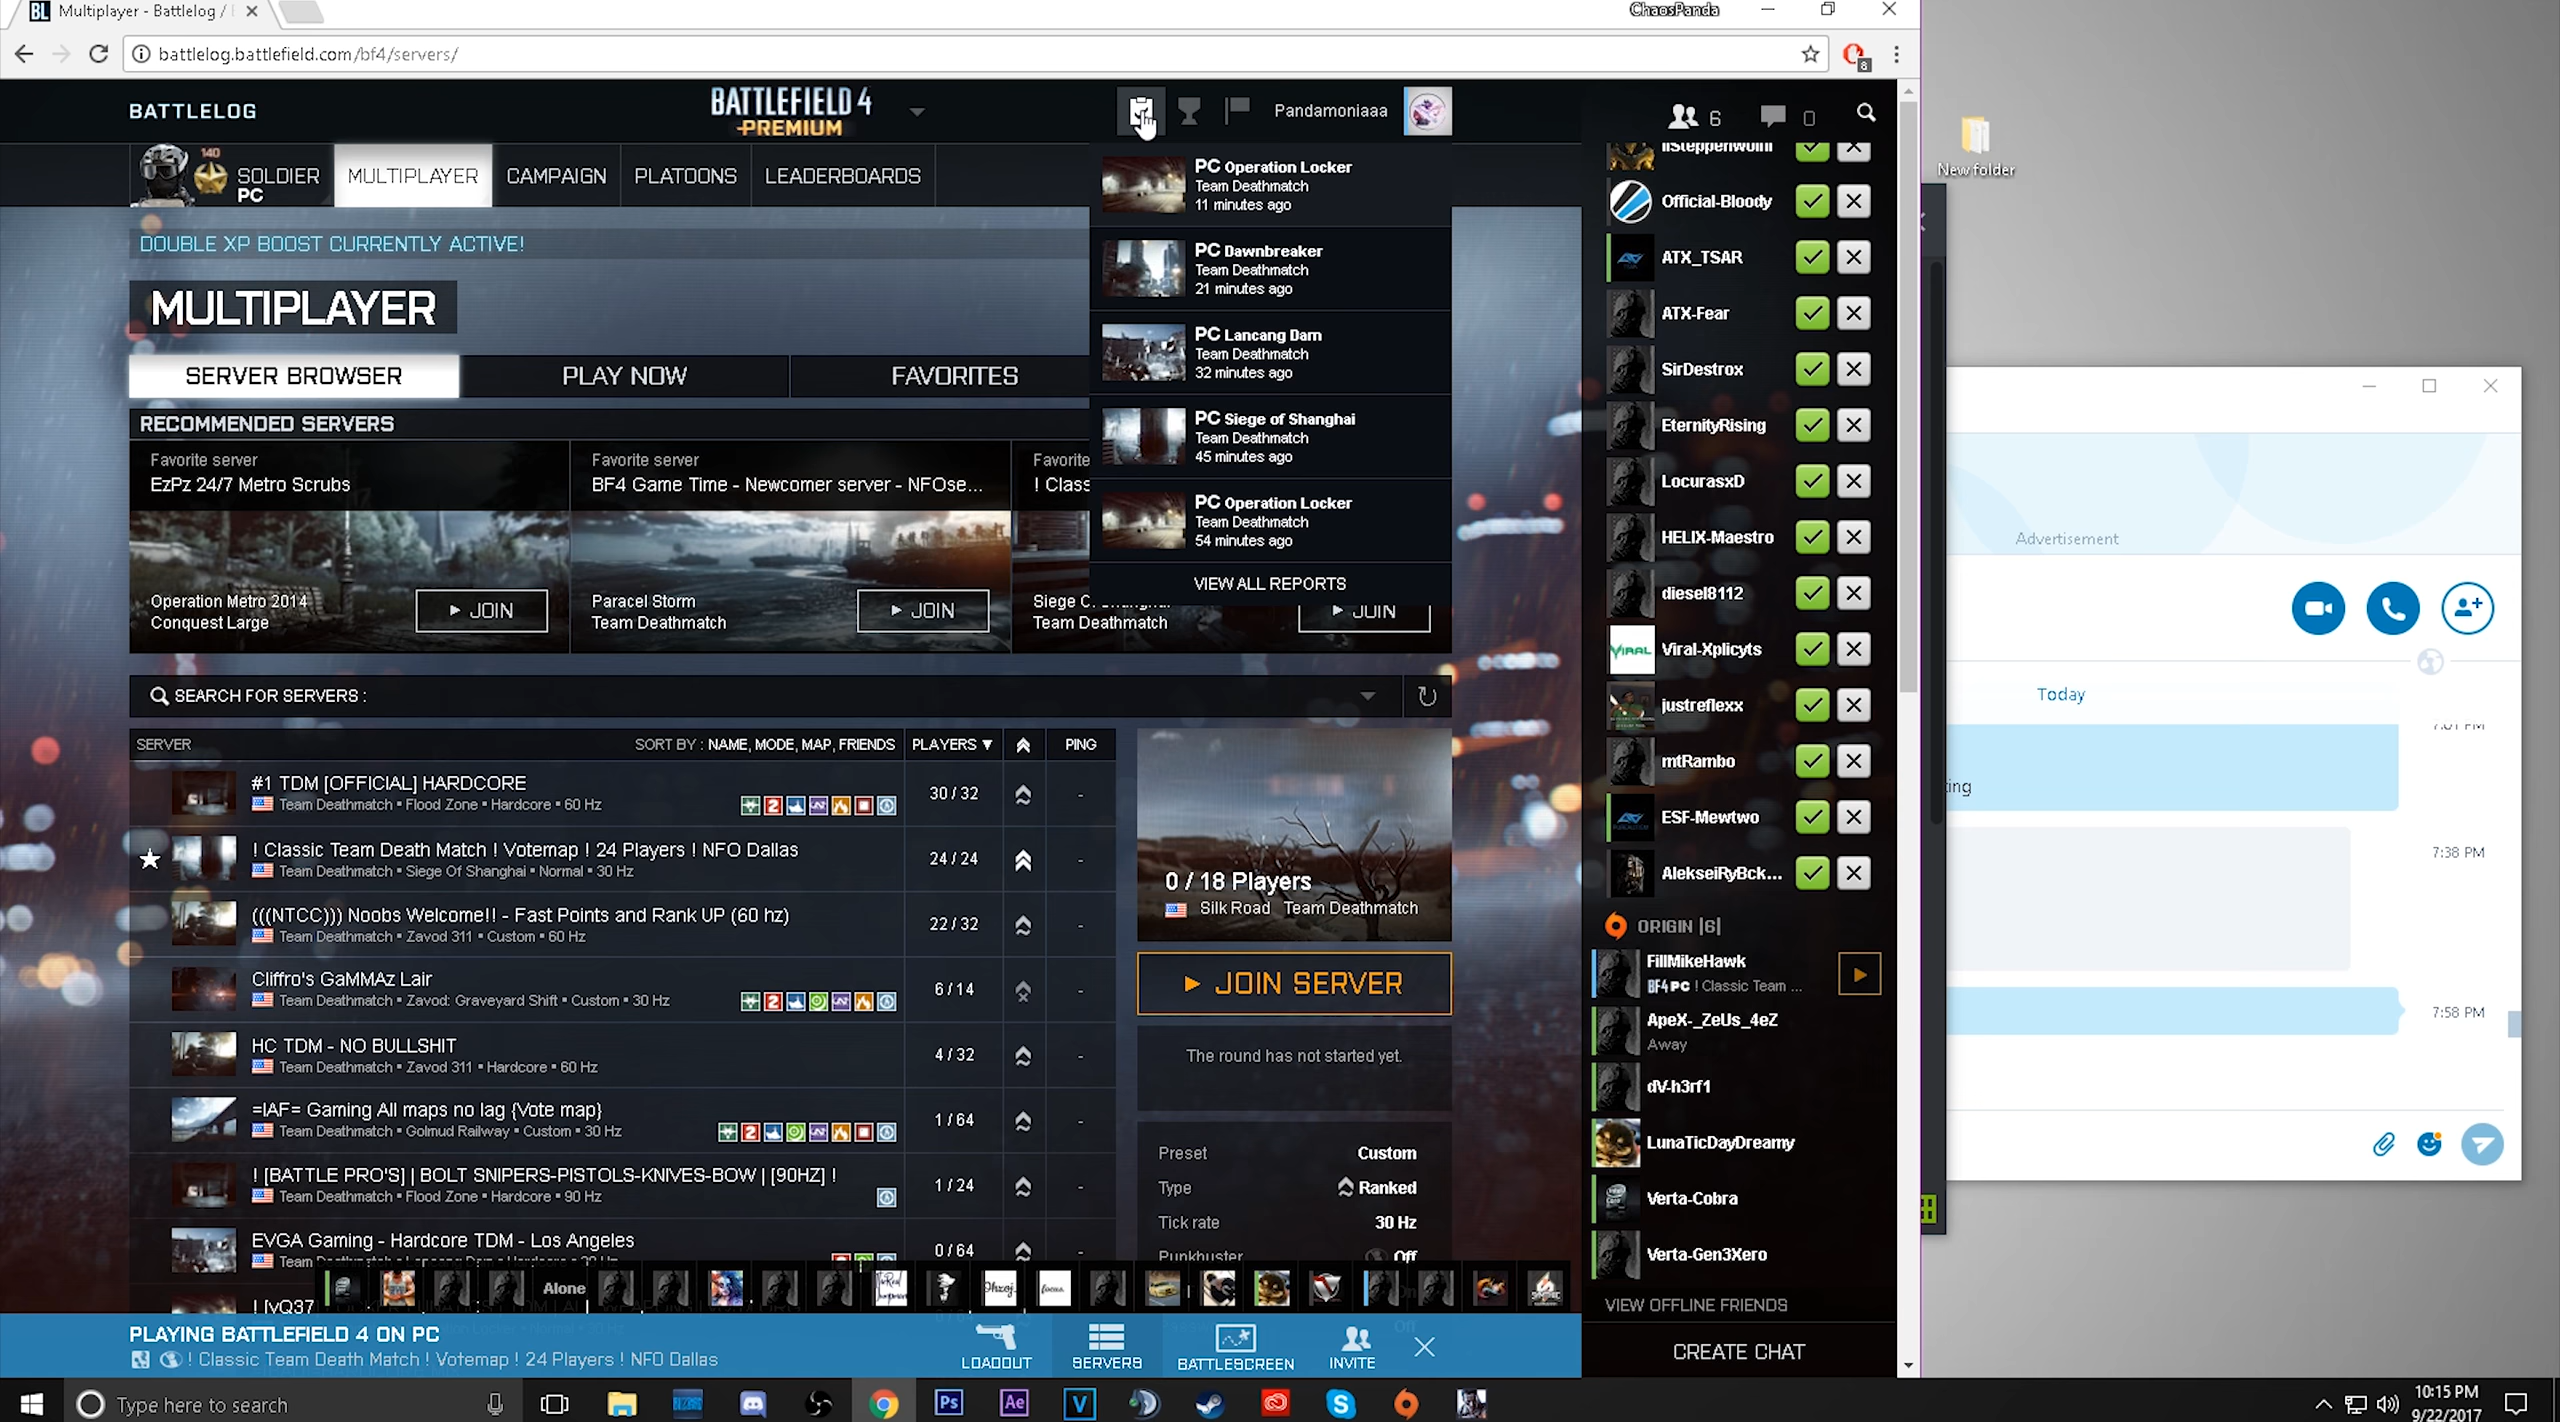 BL Multiplayer - Battlelog /
ChaosPanda
battlelog.battlefield.com/bf4/servers/
8
BATTLELOG
BATTLEFIELD 4
PREMIUM
Pandamoniaaa
6
0
140
SOLDIER
PC
MULTIPLAYER
CAMPAIGN
PLATOONS
LEADERBOARDS
DOUBLE XP BOOST CURRENTLY ACTIVE!
MULTIPLAYER
SERVER BROWSER
PLAY NOW
FAVORITES
PC Operation Locker
Team Deathmatch
11 minutes ago
PC Dawnbreaker
Team Deathmatch
21 minutes ago
PC Lancang Dam
Team Deathmatch
32 minutes ago
PC Siege of Shanghai
Team Deathmatch
45 minutes ago
PC Operation Locker
Team Deathmatch
54 minutes ago
VIEW ALL REPORTS
RECOMMENDED SERVERS
Favorite server
EzPz 24/7 Metro Scrubs
Operation Metro 2014
Conquest Large
JOIN
Favorite server
BF4 Game Time - Newcomer server - NFOse...
Paracel Storm
Team Deathmatch
JOIN
Favorite
! Class
Team Deathmatch
JOIN
SEARCH FOR SERVERS :
SERVER
SORT BY : NAME, MODE, MAP, FRIENDS
PLAYERS ▼
PING
#1 TDM [OFFICIAL] HARDCORE
Team Deathmatch ▪ Flood Zone ▪ Hardcore ▪ 60 Hz
30 / 32
-
! Classic Team Death Match ! Votemap ! 24 Players ! NFO Dallas
Team Deathmatch ▪ Siege Of Shanghai ▪ Normal ▪ 30 Hz
24 / 24
-
(((NTCC))) Noobs Welcome!! - Fast Points and Rank UP (60 hz)
Team Deathmatch ▪ Zavod 311 ▪ Custom ▪ 60 Hz
22 / 32
-
Cliffro's GaMMAz Lair
Team Deathmatch ▪ Zavod: Graveyard Shift ▪ Custom ▪ 30 Hz
6 / 14
-
HC TDM - NO BULLSHIT
Team Deathmatch ▪ Zavod 311 ▪ Hardcore ▪ 60 Hz
4 / 32
-
=IAF= Gaming All maps no lag {Vote map}
Team Deathmatch ▪ Golmud Railway ▪ Custom ▪ 30 Hz
1 / 64
-
! [BATTLE PRO'S] | BOLT SNIPERS-PISTOLS-KNIVES-BOW | [90HZ] !
Team Deathmatch ▪ Flood Zone ▪ Hardcore ▪ 90 Hz
1 / 24
-
EVGA Gaming - Hardcore TDM - Los Angeles
0 / 64
-
! [vQ37
Alone
0 / 18 Players
Silk Road Team Deathmatch
JOIN SERVER
The round has not started yet.
Preset
Custom
Type
Ranked
Tick rate
30 Hz
Punkbuster
Off
PLAYING BATTLEFIELD 4 ON PC
! Classic Team Death Match ! Votemap ! 24 Players ! NFO Dallas
LOADOUT
SERVERS
BATTLESCREEN
INVITE
Official-Bloody
ATX_TSAR
ATX-Fear
SirDestrox
EternityRising
LocurasxD
HELIX-Maestro
diesel8112
VIRAL
Viral-Xplicyts
justreflexx
mtRambo
ESF-Mewtwo
AlekseiRyBck...
ORIGIN |6|
FillMikeHawk
BF4 PC ! Classic Team ...
ApeX-_ZeUs_4eZ
Away
dV-h3rf1
LunaTicDayDreamy
Verta-Cobra
Verta-Gen3Xero
VIEW OFFLINE FRIENDS
CREATE CHAT
New folder
Advertisement
Today
7:38 PM
7:58 PM
Type here to search
Ps
Ae
V
S
10:15 PM
9/22/2017